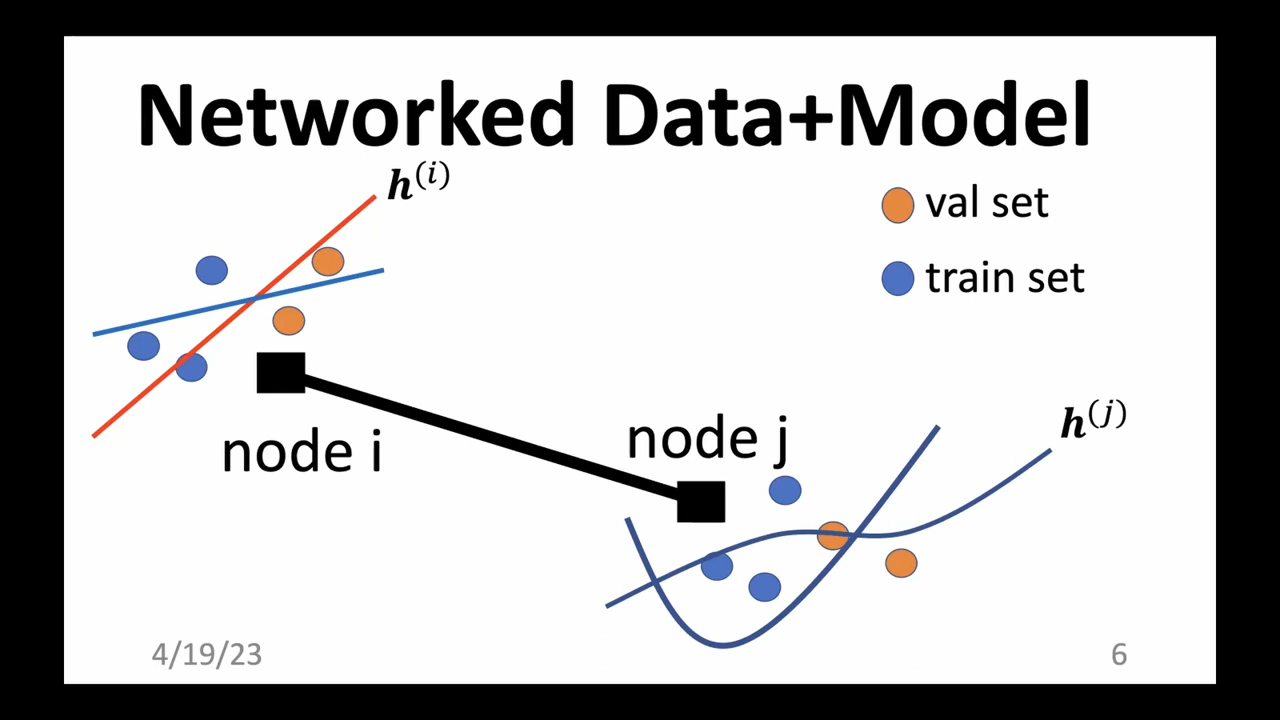 Networked Data+Model
h^(i)
val set
train set
node i
node j
h^(j)
4/19/23
6